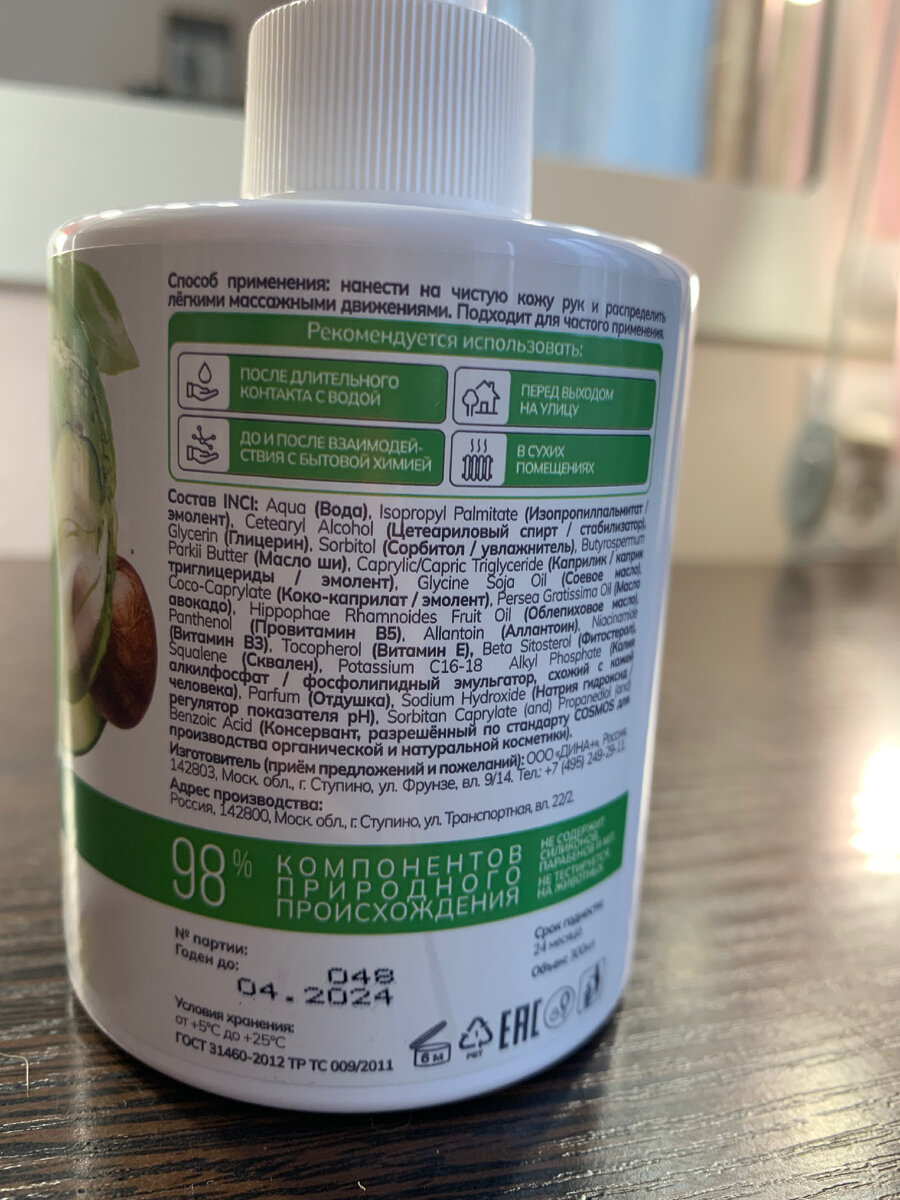 Способ применения: нанести на чистую кожу рук и распределить
лёгкими массажными движениями. Подходит для частого применения.
Рекомендуется использовать:
ПОСЛЕ ДЛИТЕЛЬНОГО
КОНТАКТА С ВОДОЙ
ПЕРЕД ВЫХОДОМ
НА УЛИЦУ
ДО И ПОСЛЕ ВЗАИМОДЕЙ-
СТВИЯ С БЫТОВОЙ ХИМИЕЙ
В СУХИХ
ПОМЕЩЕНИЯХ
Состав INCI: Aqua (Вода), Isopropyl Palmitate (Изопропилпальмитат /
эмолент), Cetearyl Alcohol (Цетеариловый спирт / стабилизатор),
Glycerin (Глицерин), Sorbitol (Сорбитол / увлажнитель), Butyrospermum
Parkii Butter (Масло ши), Caprylic/Capric Triglyceride (Каприлик / каприк
триглицериды / эмолент), Glycine Soja Oil (Соевое масло),
Coco-Caprylate (Коко-каприлат / эмолент), Persea Gratissima Oil (Масло
авокадо), Hippophae Rhamnoides Fruit Oil (Облепиховое масло),
Panthenol (Провитамин B5), Allantoin (Аллантоин), Niacinamide
(Витамин B3), Tocopherol (Витамин E), Beta Sitosterol (Фитостерол),
Squalene (Сквален), Potassium C16-18 Alkyl Phosphate (Калия
алкилфосфат / фосфолипидный эмульгатор, схожий с кожей
человека), Parfum (Отдушка), Sodium Hydroxide (Натрия гидроксид /
регулятор показателя pH), Sorbitan Caprylate (and) Propanediol (and)
Benzoic Acid (Консервант, разрешённый по стандарту COSMOS для
производства органической и натуральной косметики).
Изготовитель (приём предложений и пожеланий): ООО «ДИНА+», Россия,
142803, Моск. обл., г. Ступино, ул. Фрунзе, вл. 9/14. Тел.: +7 (495) 249-29-11.
Адрес производства:
Россия, 142800, Моск. обл., г. Ступино, ул. Транспортная, вл. 22/2.
98%
КОМПОНЕНТОВ
ПРИРОДНОГО
ПРОИСХОЖДЕНИЯ
НЕ СОДЕРЖИТ
СИЛИКОНОВ,
ПАРАБЕНОВ И
НЕ ТЕСТИРУЕТСЯ
НА ЖИВОТНЫХ
№ партии:
Годен до:
048
04.2024
Срок годности:
24 месяца
Объём: 300мл
Условия хранения:
от +5°C до +25°C
ГОСТ 31460-2012 ТР ТС 009/2011
6 м
PET
EAC